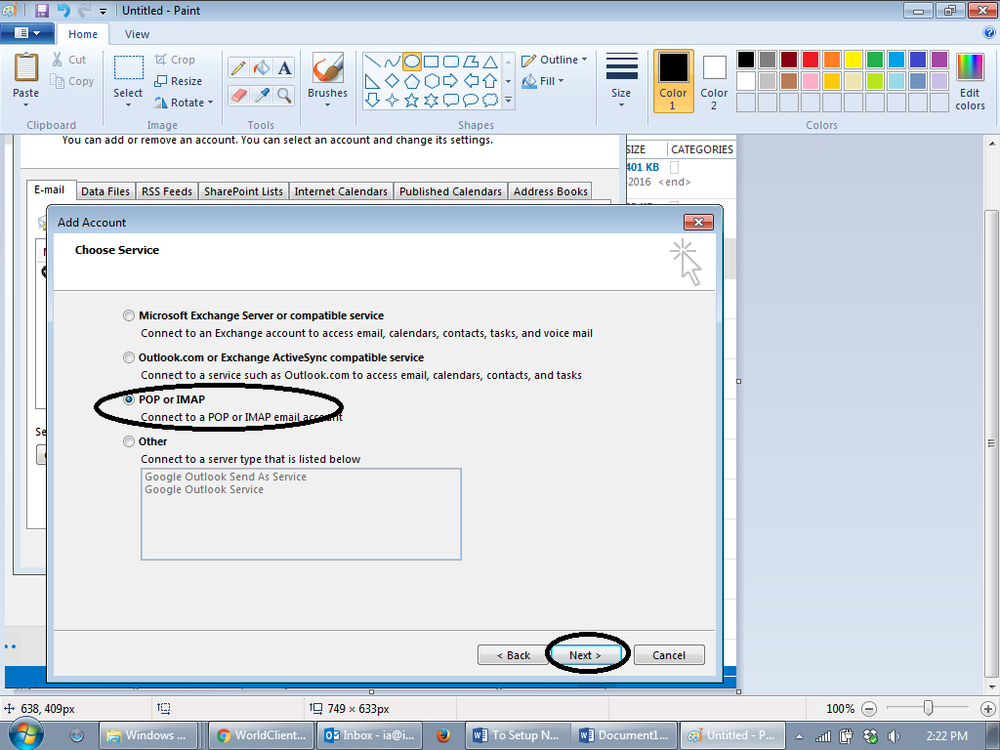 Untitled - Paint
Home
View
Paste
Cut
Copy
Clipboard
Select
Crop
Resize
Rotate
Image
A
Tools
Brushes
Shapes
Outline
Fill
Size
Color 1
Color 2
Edit colors
Colors
You can add or remove an account. You can select an account and change its settings.
SIZE CATEGORIES
401 KB
2016 <end>
E-mail Data Files RSS Feeds SharePoint Lists Internet Calendars Published Calendars Address Books
Add Account
Choose Service
Microsoft Exchange Server or compatible service
Connect to an Exchange account to access email, calendars, contacts, tasks, and voice mail
Outlook.com or Exchange ActiveSync compatible service
Connect to a service such as Outlook.com to access email, calendars, contacts, and tasks
POP or IMAP
Connect to a POP or IMAP email account
Se
Other
Connect to a server type that is listed below
Google Outlook Send As Service
Google Outlook Service
< Back Next > Cancel
638, 409px
749 × 633px
100%
Windows ...
WorldClient...
Inbox - ia@i...
To Setup N...
Document1...
Untitled - P...
2:22 PM